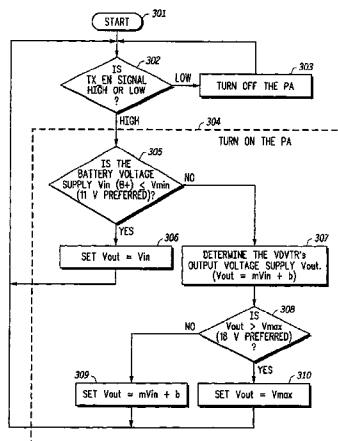 START
301
302
IS
TX_EN SIGNAL
HIGH OR LOW
?
LOW
303
TURN OFF THE PA
HIGH
304
TURN ON THE PA
305
IS THE
BATTERY VOLTAGE
SUPPLY Vin (B+) < Vmin
(11 V PREFERRED)?
NO
YES
306
SET Vout = Vin
307
DETERMINE THE VDVTR's
OUTPUT VOLTAGE SUPPLY Vout.
(Vout = mVin + b)
308
IS
Vout > Vmax
(18 V PREFERRED)
?
NO
YES
309
SET Vout = mVin + b
310
SET Vout = Vmax